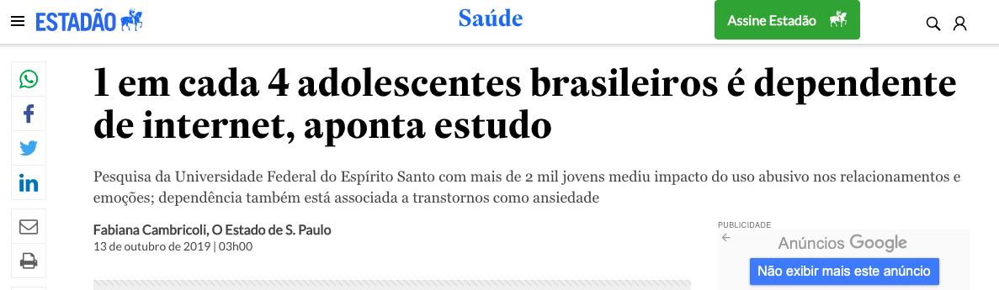 ESTADÃO
Saúde
Assine Estadão
1 em cada 4 adolescentes brasileiros é dependente
de internet, aponta estudo
Pesquisa da Universidade Federal do Espírito Santo com mais de 2 mil jovens mediu impacto do uso abusivo nos relacionamentos e
emoções; dependência também está associada a transtornos como ansiedade
Fabiana Cambricoli, O Estado de S. Paulo
13 de outubro de 2019 | 03h00
PUBLICIDADE
Anúncios Google
Não exibir mais este anúncio